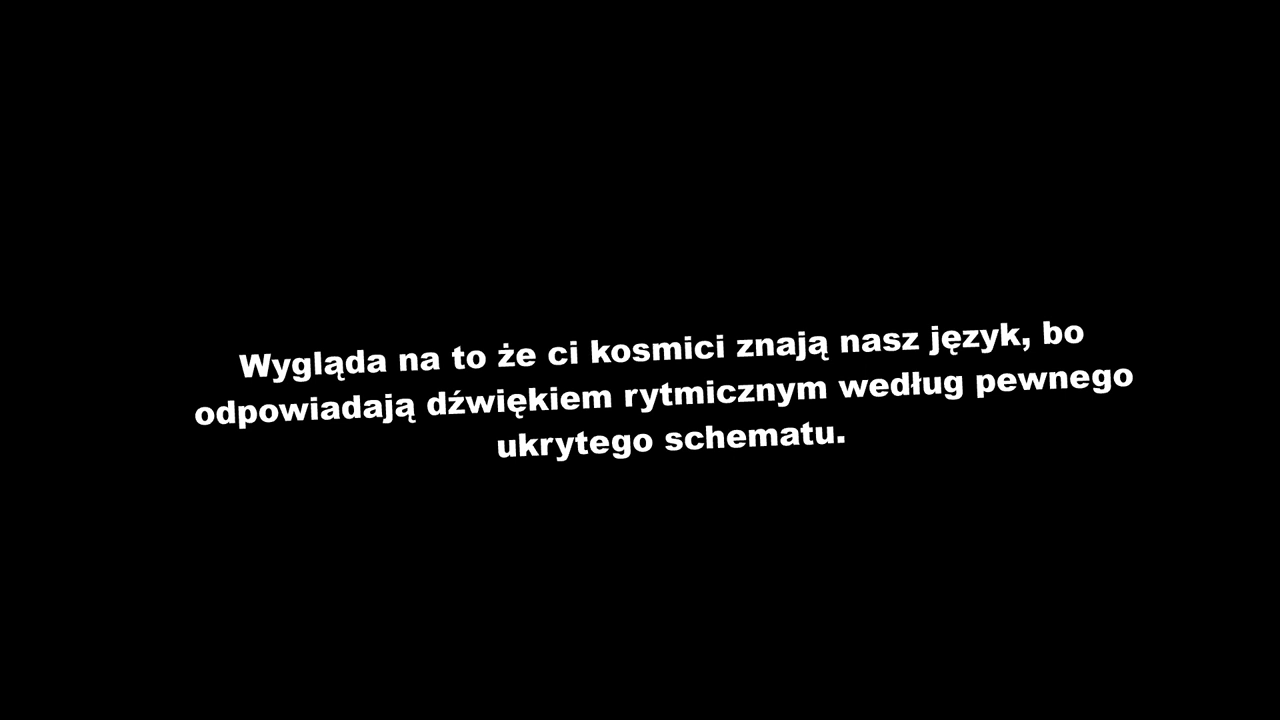 Wygląda na to że ci kosmici znają nasz język, bo
odpowiadają dźwiękiem rytmicznym według pewnego
ukrytego schematu.